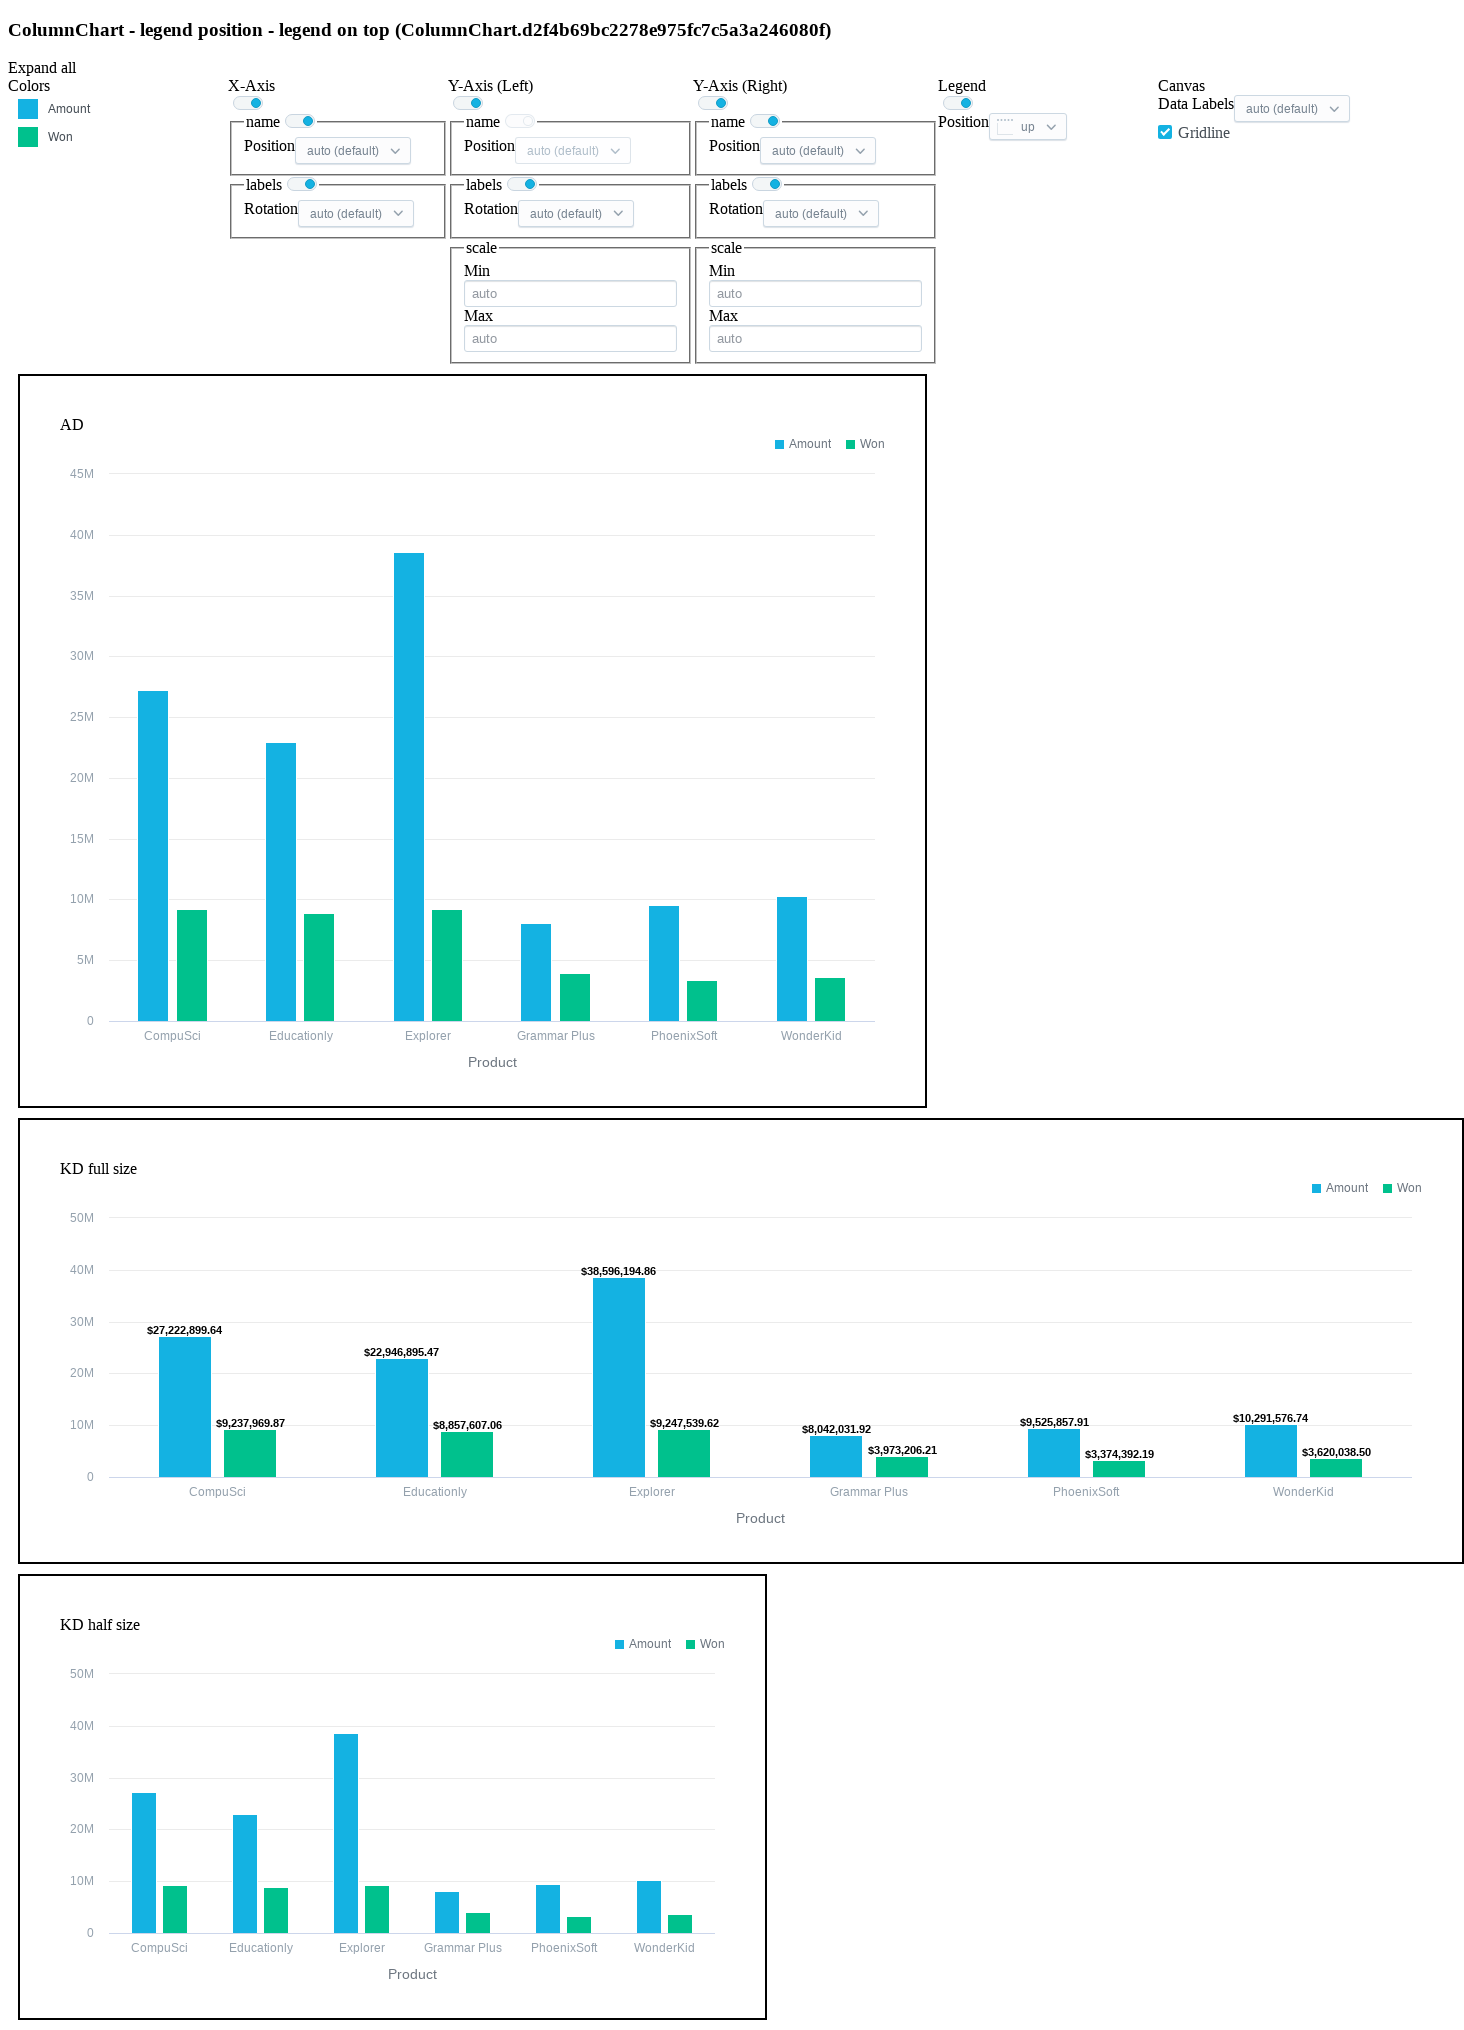 ColumnChart - legend position - legend on top (ColumnChart.d2f4b69bc2278e975fc7c5a3a246080f)
Expand all
Colors
Amount
Won
X-Axis
name
Position auto (default)
labels
Rotation auto (default)
Y-Axis (Left)
name
Position auto (default)
labels
Rotation auto (default)
scale
Min
auto
Max
auto
Y-Axis (Right)
name
Position auto (default)
labels
Rotation auto (default)
scale
Min
auto
Max
auto
Legend
Position up
Canvas
Data Labels auto (default)
Gridline
AD
Amount Won
45M
40M
35M
30M
25M
20M
15M
10M
5M
0
CompuSci Educationly Explorer Grammar Plus PhoenixSoft WonderKid
Product
KD full size
Amount Won
50M
40M
30M
20M
10M
0
$27,222,899.64
$9,237,969.87
$22,946,895.47
$8,857,607.06
$38,596,194.86
$9,247,539.62
$8,042,031.92
$3,973,206.21
$9,525,857.91
$3,374,392.19
$10,291,576.74
$3,620,038.50
CompuSci Educationly Explorer Grammar Plus PhoenixSoft WonderKid
Product
KD half size
Amount Won
50M
40M
30M
20M
10M
0
CompuSci Educationly Explorer Grammar Plus PhoenixSoft WonderKid
Product